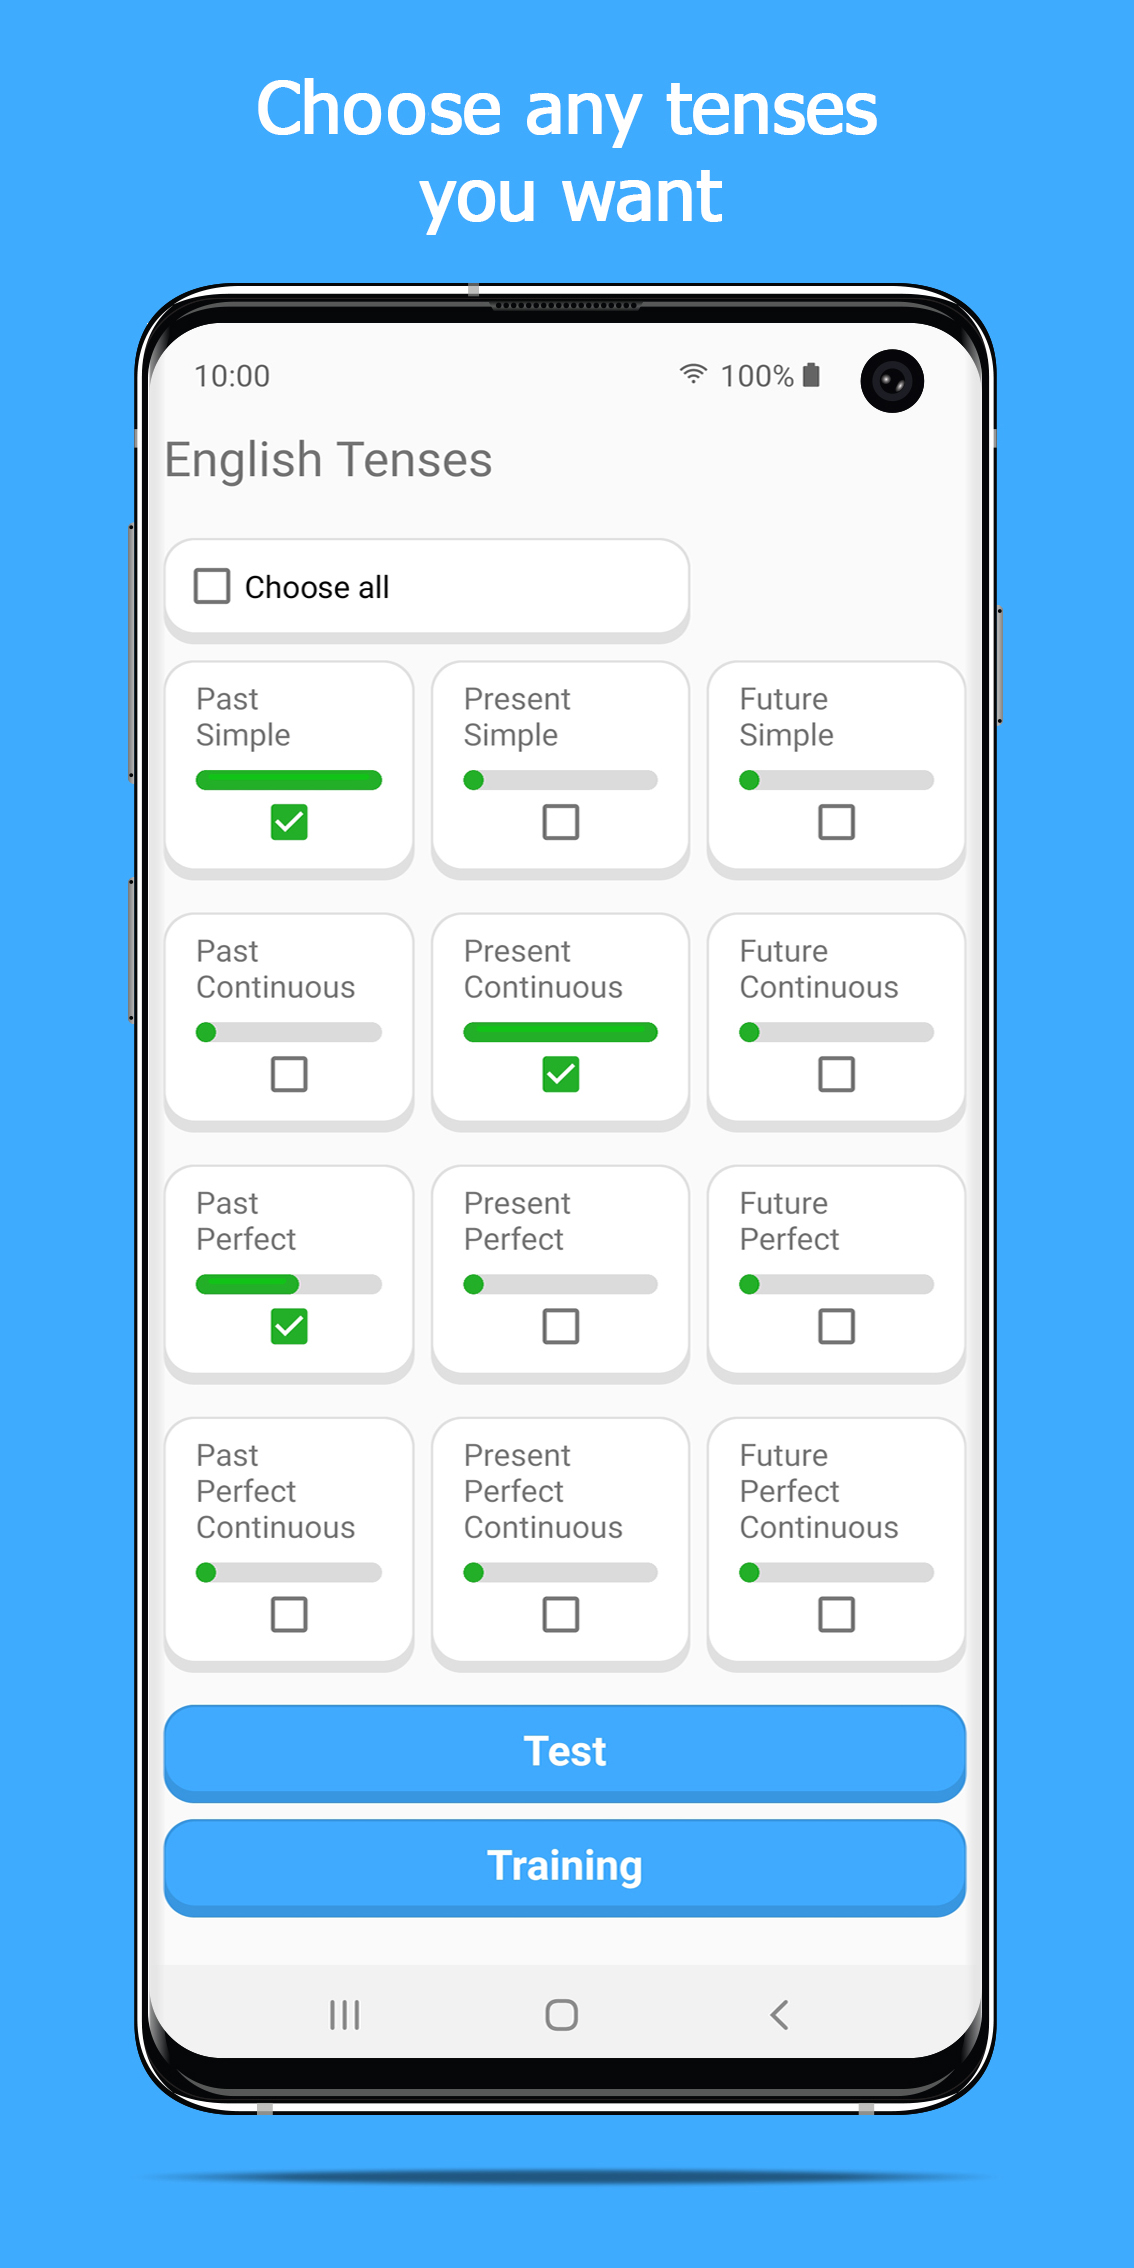 Choose any tenses
you want
10:00
100%
English Tenses
Choose all
Past
Simple
Present
Simple
Future
Simple
Past
Continuous
Present
Continuous
Future
Continuous
Past
Perfect
Present
Perfect
Future
Perfect
Past
Perfect
Continuous
Present
Perfect
Continuous
Future
Perfect
Continuous
Test
Training